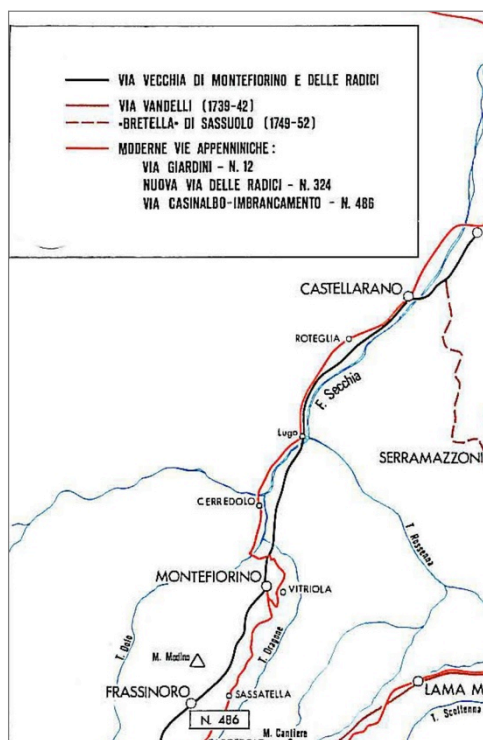 VIA VECCHIA DI MONTEFIORINO E DELLE RADICI
VIA VANDELLI (1739-42)
«BRETELLA» DI SASSUOLO (1749-52)
MODERNE VIE APPENNINICHE:
VIA GIARDINI - N. 12
NUOVA VIA DELLE RADICI - N. 324
VIA CASINALBO-IMBRANCAMENTO - N. 486
CASTELLARANO
ROTEGLIA
F. Secchia
Lugo
SERRAMAZZONI
CERREDOLO
T. Rossenna
MONTEFIORINO
VITRIOLA
T. Dolo
M. Modino
T. Dragone
FRASSINORO
SASSATELLA
LAMA M
N. 486
T. Scoltenna
M. Cantiere